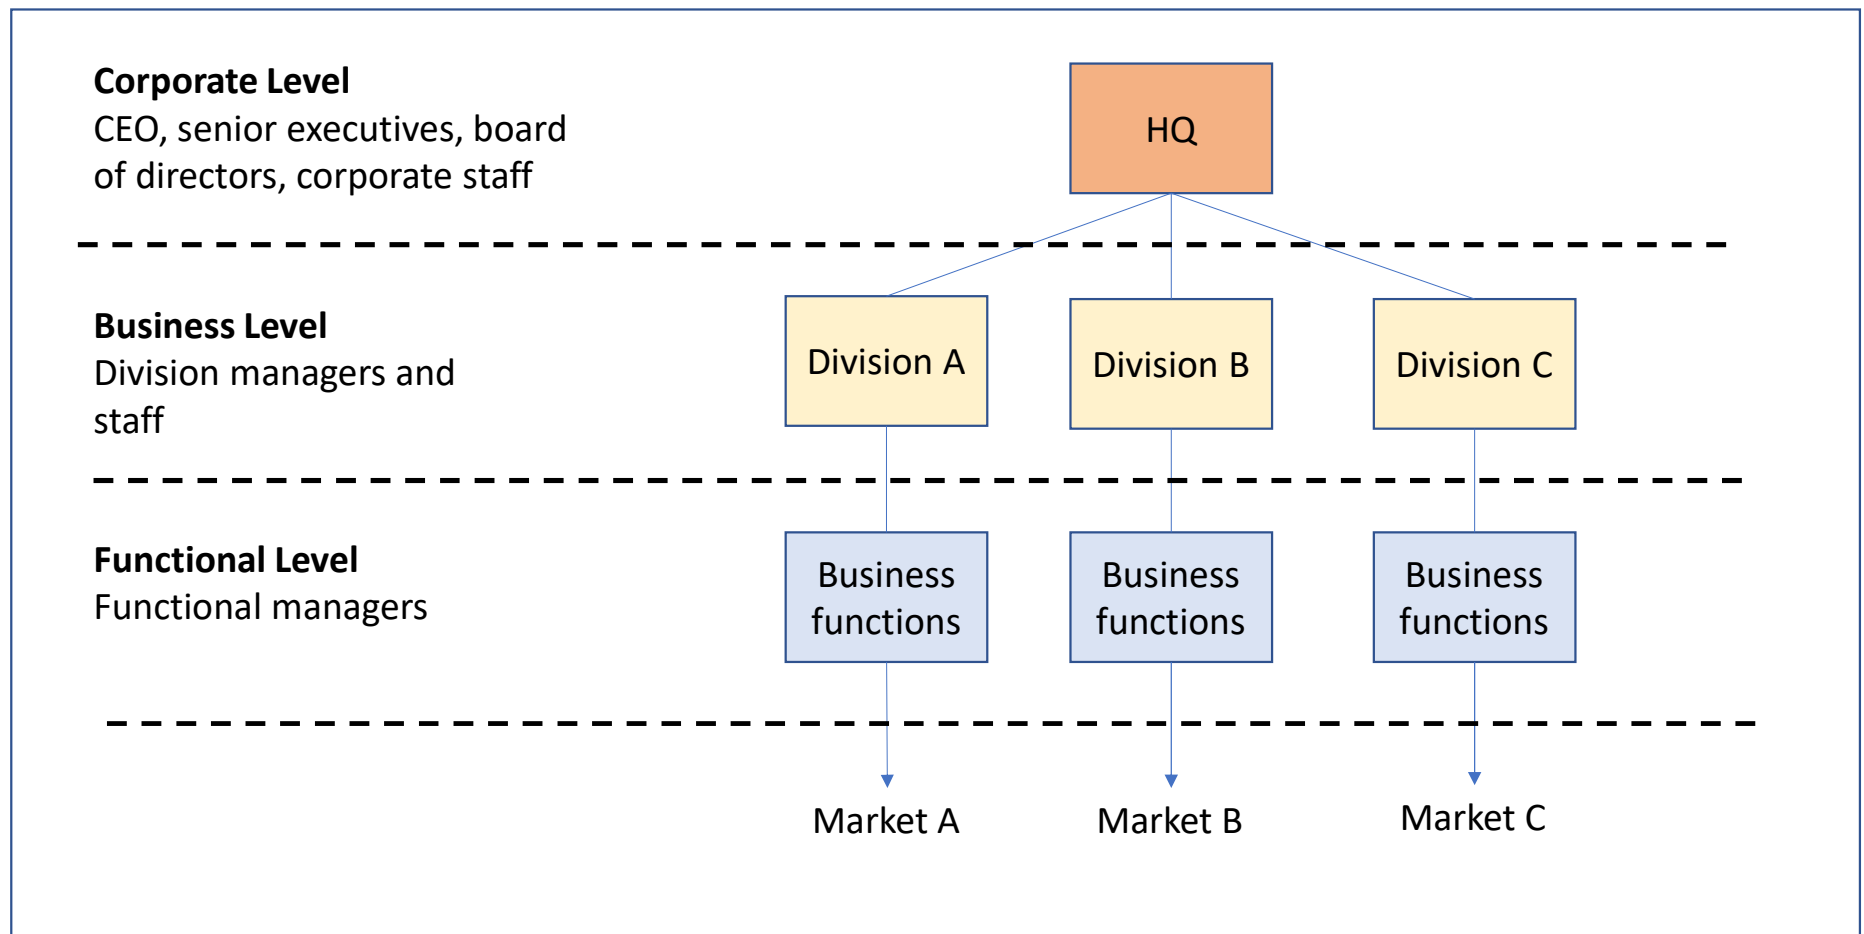 Corporate Level
CEO, senior executives, board
of directors, corporate staff
HQ
Business Level
Division managers and
staff
Division A
Division B
Division C
Functional Level
Functional managers
Business
functions
Business
functions
Business
functions
Market A
Market B
Market C